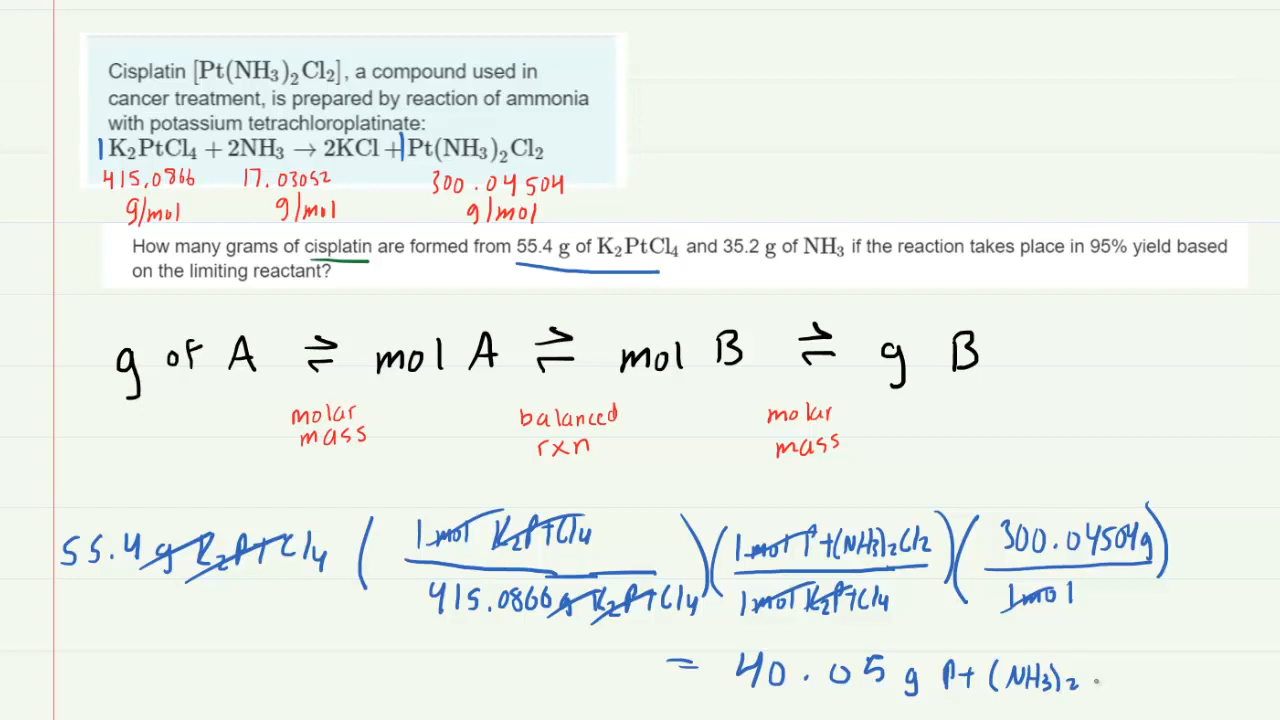 Cisplatin [Pt(NH₃)₂Cl₂], a compound used in
cancer treatment, is prepared by reaction of ammonia
with potassium tetrachloroplatinate:
1K₂PtCl₄ + 2NH₃ → 2KCl + 1Pt(NH₃)₂Cl₂
415.0866 17.03052 300.04504
g/mol g/mol g/mol
How many grams of cisplatin are formed from 55.4 g of K₂PtCl₄ and 35.2 g of NH₃ if the reaction takes place in 95% yield based
on the limiting reactant?
g of A ⇌ mol A ⇌ mol B ⇌ g B
molar balanced molar
mass rxn mass
55.4 g K₂PtCl₄ (1 mol K₂PtCl₄ / 415.0866 g K₂PtCl₄)(1 mol Pt(NH₃)₂Cl₂ / 1 mol K₂PtCl₄)(300.04504 g / 1 mol)
= 40.05 g Pt(NH₃)₂